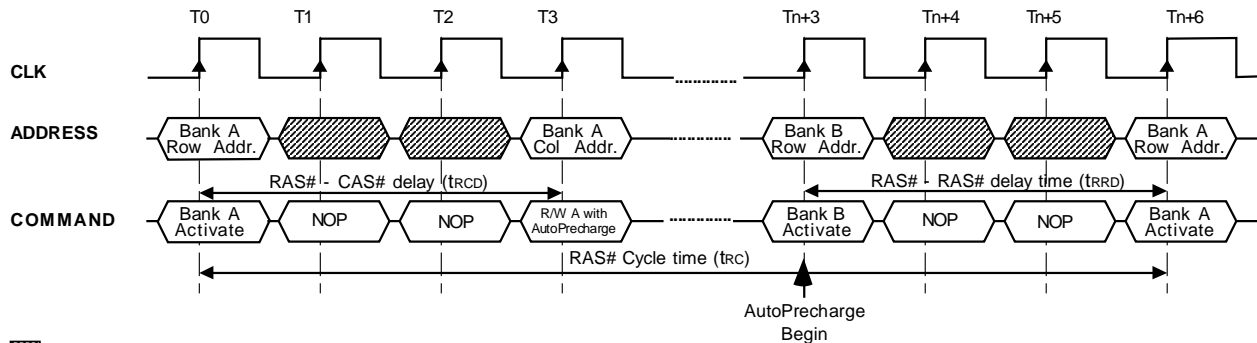 T0 T1 T2 T3 Tn+3 Tn+4 Tn+5 Tn+6
CLK
ADDRESS
Bank A
Row Addr.
Bank A
Col Addr.
Bank B
Row Addr.
Bank A
Row Addr.
RAS# - CAS# delay (tRCD)
RAS# - RAS# delay time (tRRD)
COMMAND
Bank A
Activate
NOP
NOP
R/W A with
AutoPrecharge
Bank B
Activate
NOP
NOP
Bank A
Activate
RAS# Cycle time (tRC)
AutoPrecharge
Begin